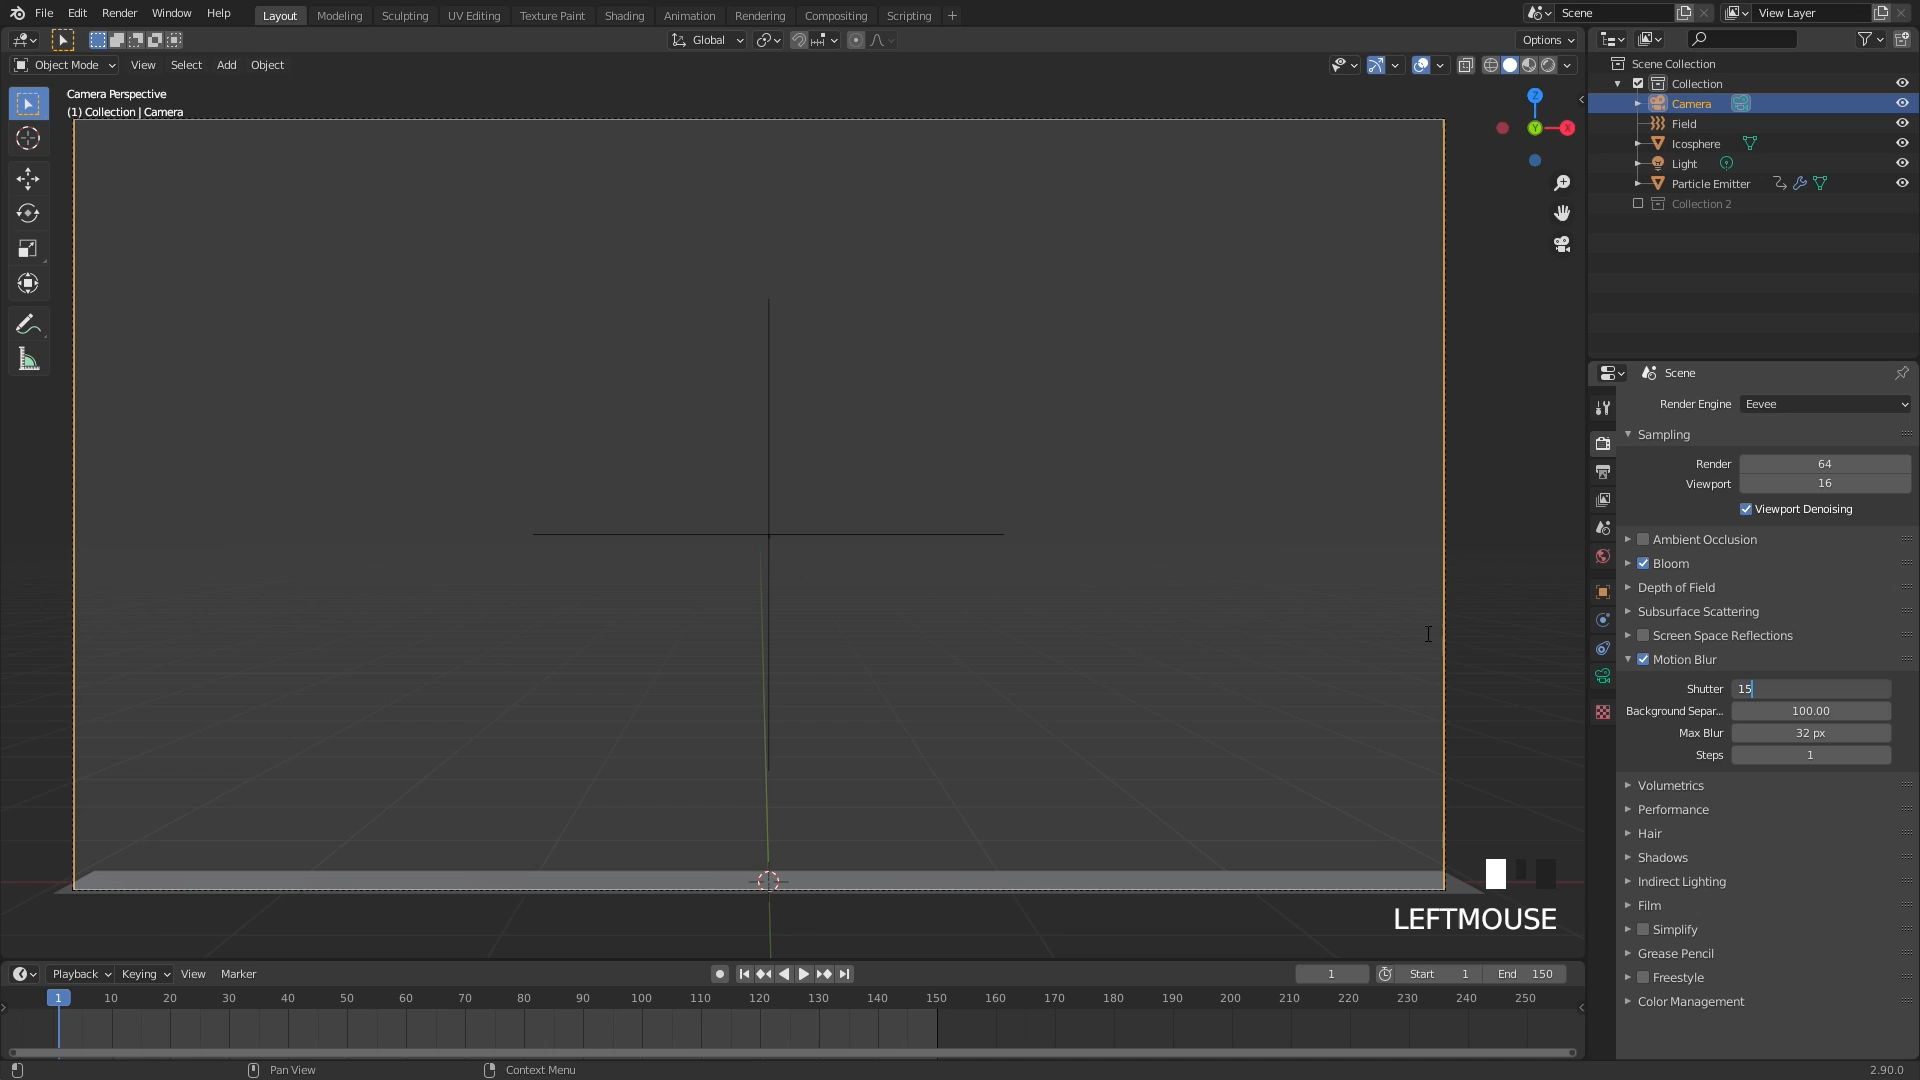 File Edit Render Window Help Layout Modeling Sculpting UV Editing Texture Paint Shading Animation Rendering Compositing Scripting + Scene View Layer
Global Options
Object Mode View Select Add Object
Camera Perspective
(1) Collection | Camera
Z
Y
X
Scene Collection
Collection
Camera
Field
Icosphere
Light
Particle Emitter
Collection 2
Scene
Render Engine Eevee
Sampling
Render 64
Viewport 16
Viewport Denoising
Ambient Occlusion
Bloom
Depth of Field
Subsurface Scattering
Screen Space Reflections
Motion Blur
Shutter 15
Background Separ... 100.00
Max Blur 32 px
Steps 1
Volumetrics
Performance
Hair
Shadows
Indirect Lighting
Film
Simplify
Grease Pencil
Freestyle
Color Management
LEFTMOUSE
Playback Keying View Marker 1 Start 1 End 150
1 10 20 30 40 50 60 70 80 90 100 110 120 130 140 150 160 170 180 190 200 210 220 230 240 250
Pan View Context Menu 2.90.0